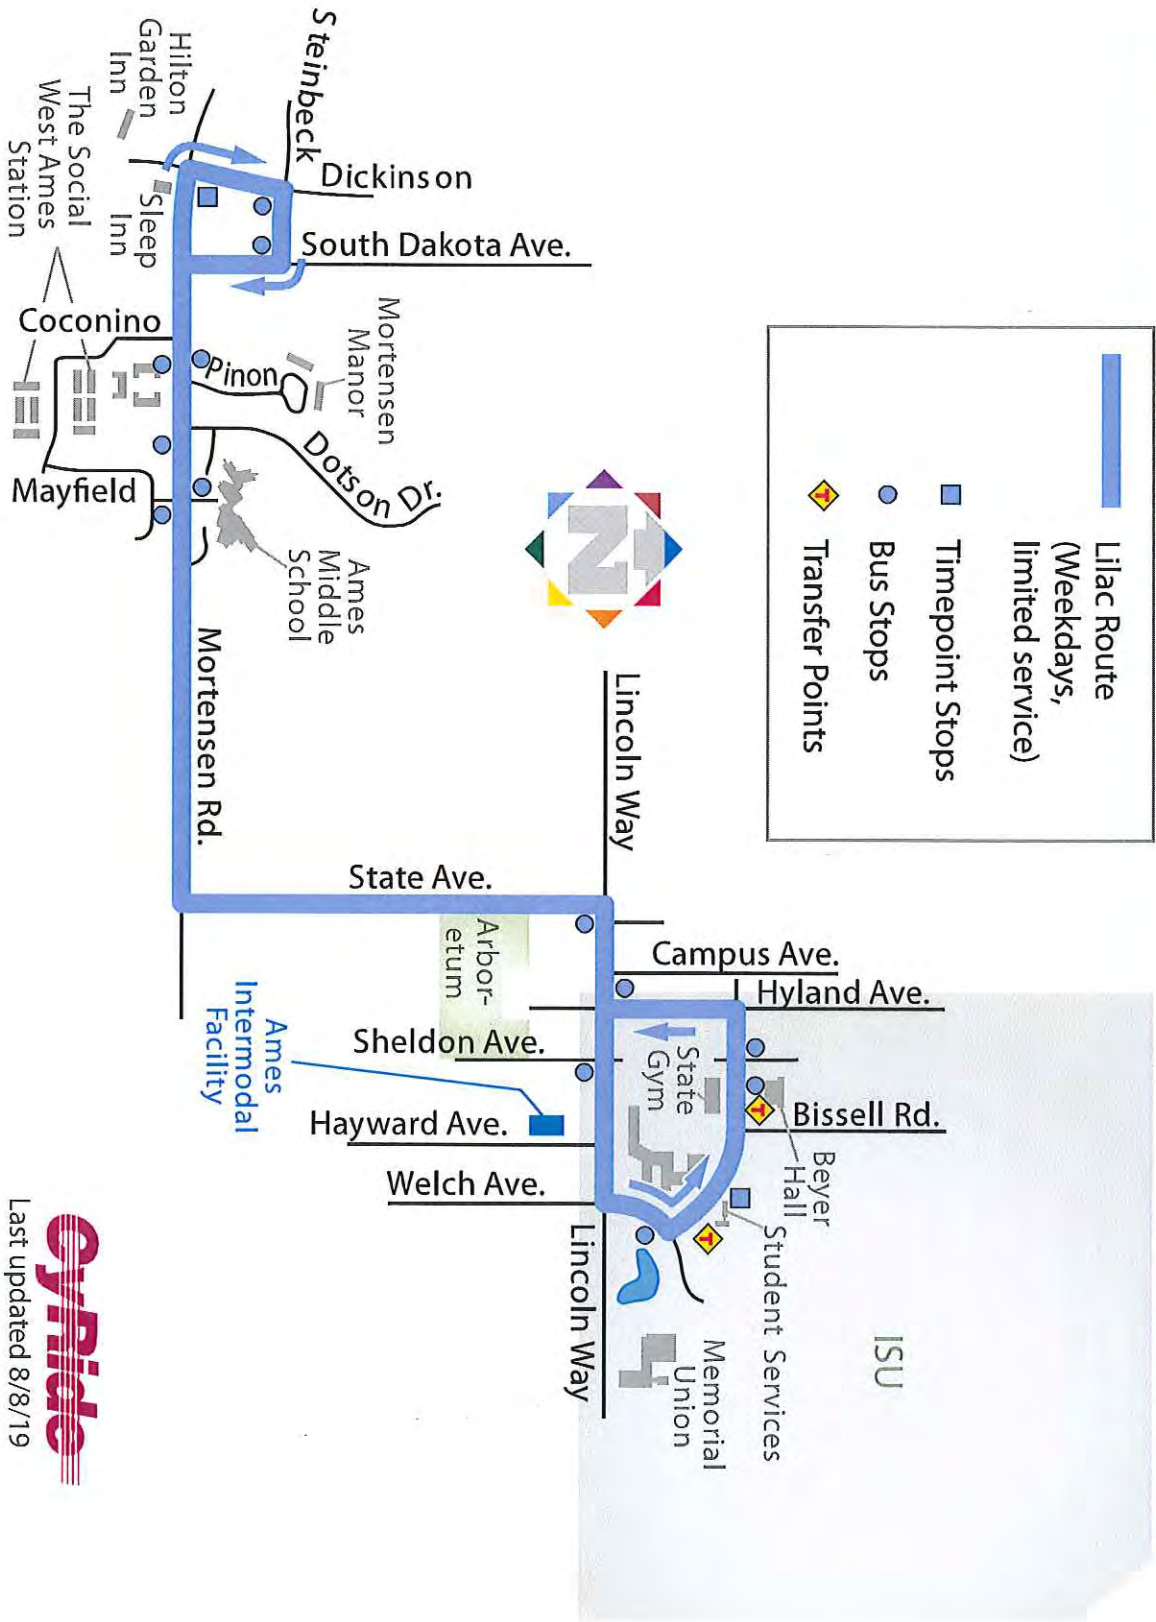 Lilac Route
(Weekdays,
limited service)
Timepoint Stops
Bus Stops
Transfer Points
N
ISU
Steinbeck
Dickinson
South Dakota Ave.
Hilton
Garden
Inn
Sleep
Inn
The Social
West Ames
Station
Coconino
Pinon
Mortensen
Manor
Dotson Dr.
Mayfield
Ames
Middle
School
Mortensen Rd.
State Ave.
Lincoln Way
Campus Ave.
Hyland Ave.
Arbor-
etum
Sheldon Ave.
State
Gym
Ames
Intermodal
Facility
Hayward Ave.
Bissell Rd.
T
Beyer
Hall
Welch Ave.
Student Services
T
Lincoln Way
Memorial
Union
CyRide
Last updated 8/8/19